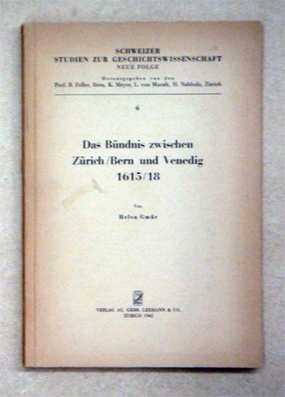 SCHWEIZER
STUDIEN ZUR GESCHICHTSWISSENSCHAFT
NEUE FOLGE
Herausgegeben von den
Prof. R. Feller, Bern, K. Meyer, L. von Muralt, H. Nabholz, Zürich
6
Das Bündnis zwischen
Zürich/Bern und Venedig
1615/18
Von
Helen Gmür
VERLAG AG. GEBR. LEEMANN & CO.
ZÜRICH 1945